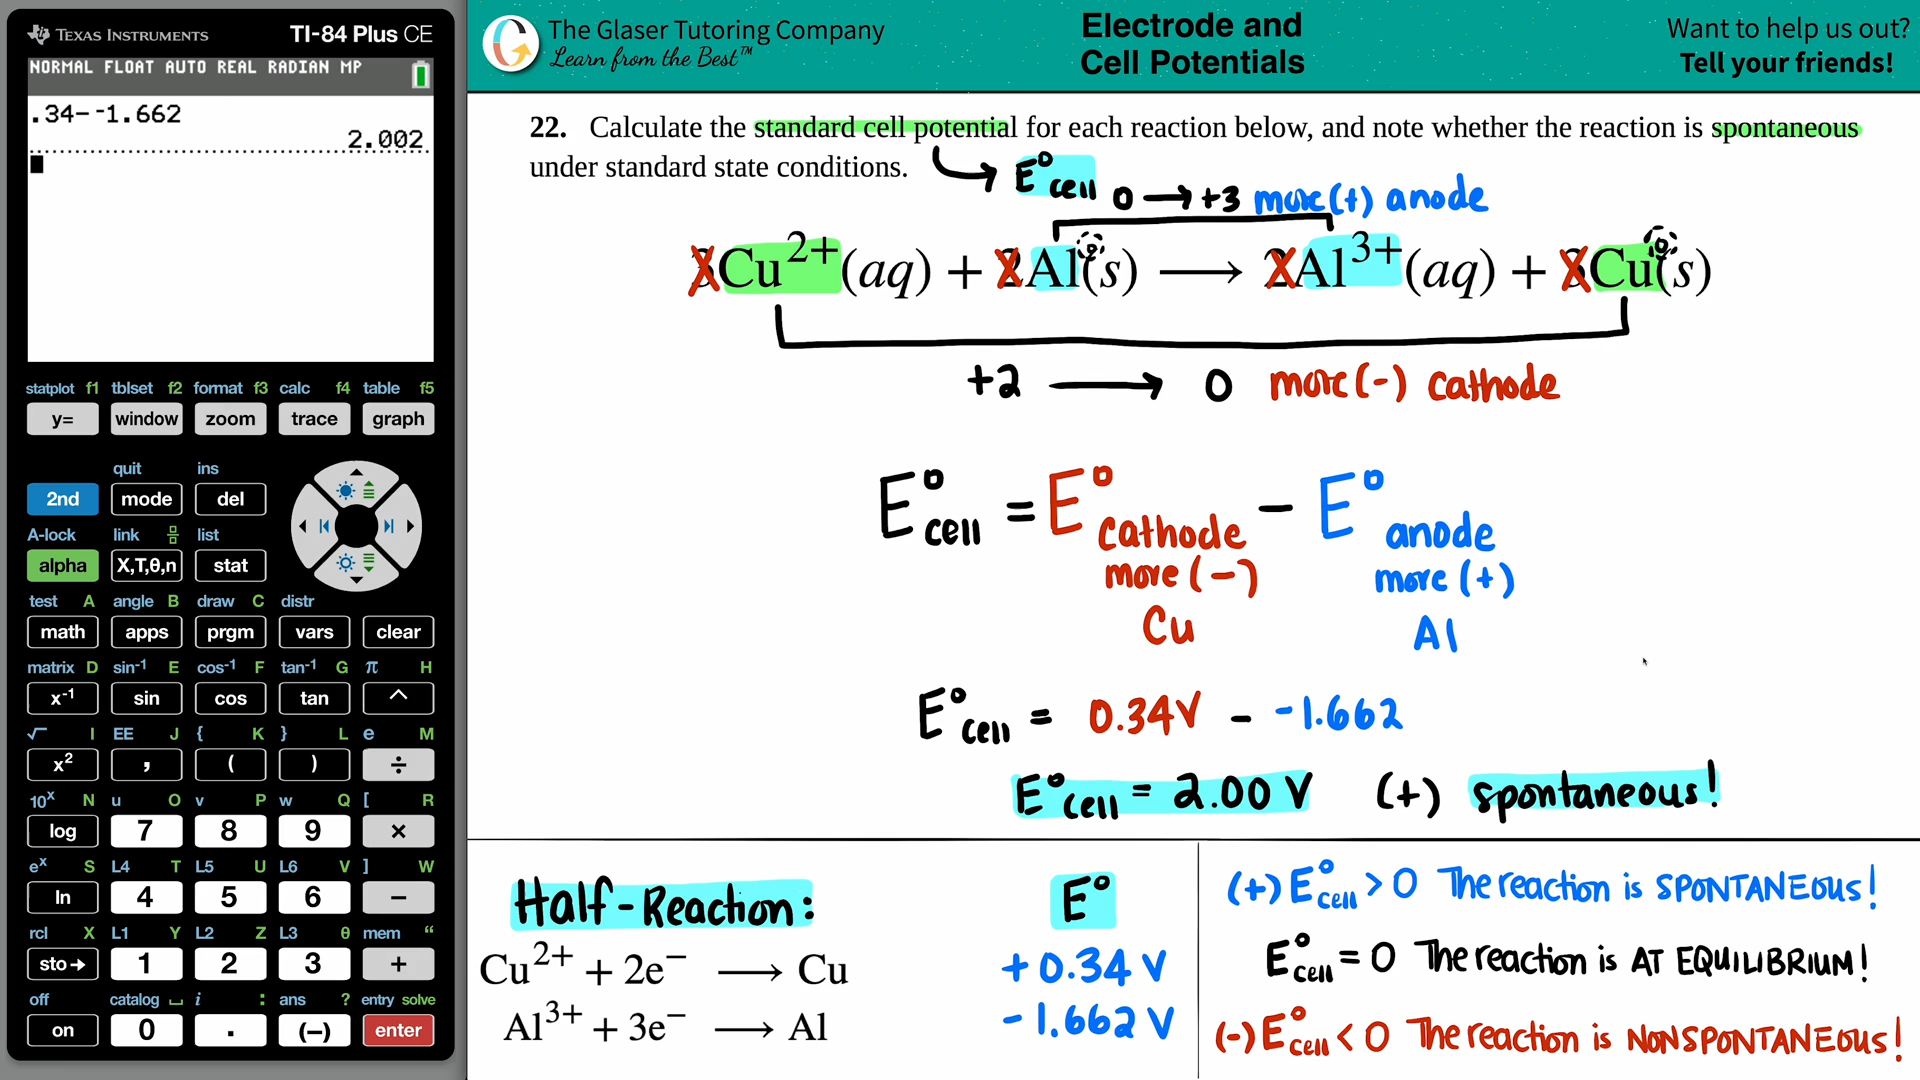 TEXAS INSTRUMENTS TI-84 Plus CE
NORMAL FLOAT AUTO REAL RADIAN MP
.34-⁻1.662
2.002
statplot f1 tblset f2 format f3 calc f4 table f5
y= window zoom trace graph
quit ins
2nd mode del
A-lock link list
alpha X,T,θ,n stat
test A angle B draw C distr
math apps prgm vars clear
matrix D sin⁻¹ E cos⁻¹ F tan⁻¹ G π H
x⁻¹ sin cos tan ^
√ I EE J { K } L e M
x² , ( ) ÷
10ˣ N u O v P w Q [ R
log 7 8 9 ×
eˣ S L4 T L5 U L6 V ] W
ln 4 5 6 −
rcl X L1 Y L2 Z L3 θ mem “
sto→ 1 2 3 +
off catalog ⎵ i : ans ? entry solve
on 0 . (−) enter
The Glaser Tutoring Company
Learn from the Best™
Electrode and
Cell Potentials
Want to help us out?
Tell your friends!
22. Calculate the standard cell potential for each reaction below, and note whether the reaction is spontaneous
under standard state conditions.
E°cell
0 → +3 more (+) anode
3Cu²⁺(aq) + 2Al(s) ⟶ 2Al³⁺(aq) + 3Cu(s)
+2 ⟶ 0 more (-) cathode
E°cell = E°cathode − E°anode
more (−) more (+)
Cu Al
E°cell = 0.34V - -1.662
E°cell = 2.00 V (+) spontaneous!
Half-Reaction: E°
Cu²⁺ + 2e⁻ ⟶ Cu +0.34 V
Al³⁺ + 3e⁻ ⟶ Al -1.662 V
(+) E°cell > 0 The reaction is SPONTANEOUS!
E°cell = 0 The reaction is AT EQUILIBRIUM!
(-) E°cell < 0 The reaction is NONSPONTANEOUS!